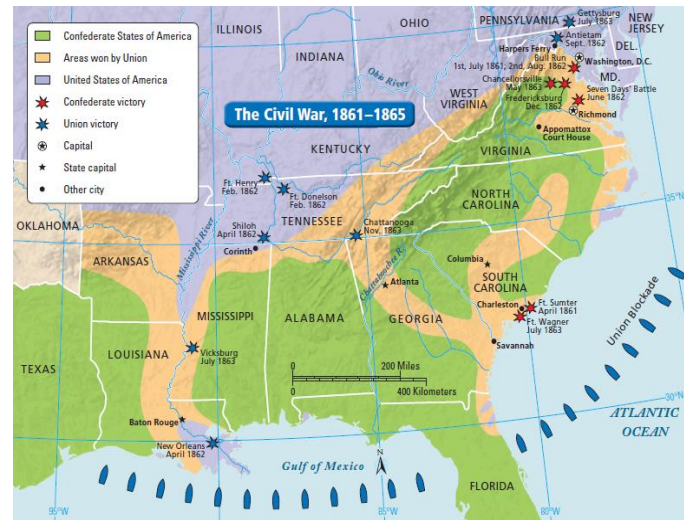 Confederate States of America
Areas won by Union
United States of America
Confederate victory
Union victory
Capital
State capital
Other city
The Civil War, 1861–1865
ILLINOIS
INDIANA
OHIO
PENNSYLVANIA
Gettysburg
July 1863
NEW
JERSEY
Antietam
Sept. 1862
DEL.
Harpers Ferry
Bull Run
1st, July 1861, 2nd, Aug. 1862
Washington, D.C.
MD.
Chancellorsville
May 1863
Seven Days' Battle
June 1862
Fredericksburg
Dec. 1862
Richmond
Ohio River
WEST
VIRGINIA
Appomattox
Court House
VIRGINIA
KENTUCKY
Ft. Henry
Feb. 1862
Ft. Donelson
Feb. 1862
NORTH
CAROLINA
35°N
OKLAHOMA
TENNESSEE
Shiloh
April 1862
Chattanooga
Nov. 1863
Mississippi River
Corinth
ARKANSAS
Chattahoochee R.
Columbia
Atlanta
SOUTH
CAROLINA
Ft. Sumter
April 1861
Charleston
Ft. Wagner
July 1863
MISSISSIPPI
ALABAMA
GEORGIA
Savannah
Union Blockade
LOUISIANA
Vicksburg
July 1863
TEXAS
0 200 Miles
0 400 Kilometers
30°N
Baton Rouge
New Orleans
April 1862
ATLANTIC
OCEAN
Gulf of Mexico
N
FLORIDA
95°W
85°W
80°W